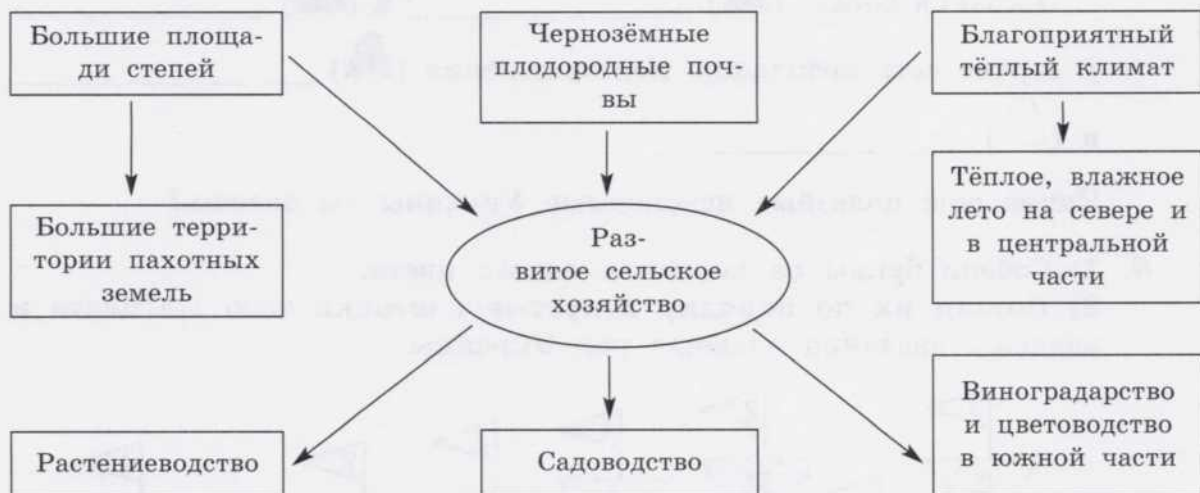 Большие площа-
ди степей
Чернозёмные
плодородные поч-
вы
Благоприятный
тёплый климат
Большие терри-
тории пахотных
земель
Раз-
витое сельское
хозяйство
Тёплое, влажное
лето на севере и
в центральной
части
Растениеводство
Садоводство
Виноградарство
и цветоводство
в южной части